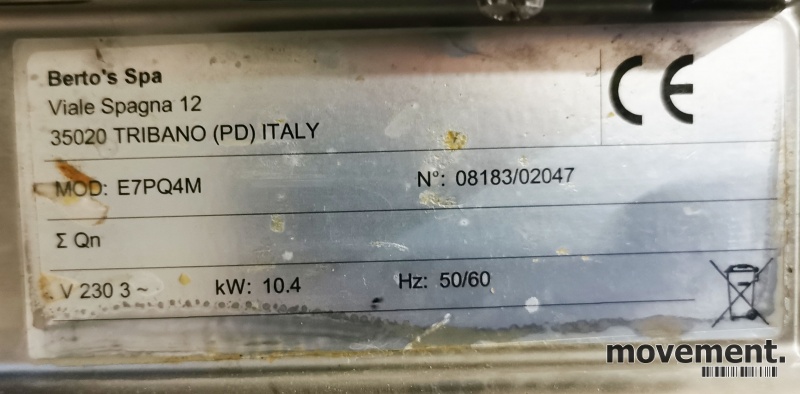 Berto's Spa
Viale Spagna 12
35020 TRIBANO (PD) ITALY
CE
MOD: E7PQ4M N°: 08183/02047
Σ Qn
V 230 3 ~ kW: 10.4 Hz: 50/60
movement.